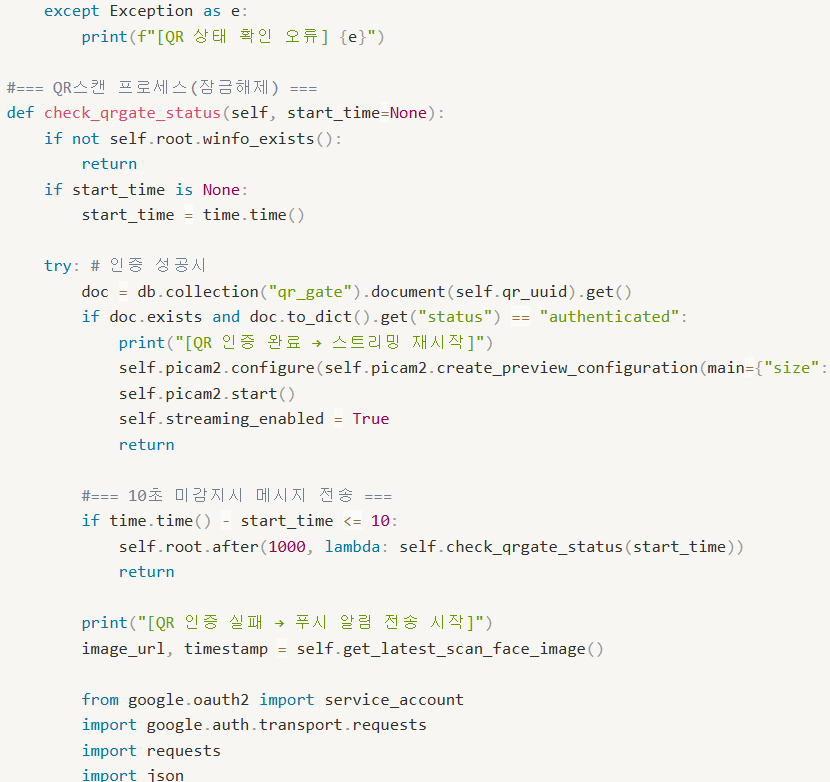 except Exception as e:
        print(f"[QR 상태 확인 오류] {e}")
#=== QR스캔 프로세스(잠금해제) ===
def check_qrgate_status(self, start_time=None):
    if not self.root.winfo_exists():
        return
    if start_time is None:
        start_time = time.time()
    try: # 인증 성공시
        doc = db.collection("qr_gate").document(self.qr_uuid).get()
        if doc.exists and doc.to_dict().get("status") == "authenticated":
            print("[QR 인증 완료 → 스트리밍 재시작]")
            self.picam2.configure(self.picam2.create_preview_configuration(main={"size":
            self.picam2.start()
            self.streaming_enabled = True
            return
        #=== 10초 미감지시 메시지 전송 ===
        if time.time() - start_time <= 10:
            self.root.after(1000, lambda: self.check_qrgate_status(start_time))
            return
        print("[QR 인증 실패 → 푸시 알림 전송 시작]")
        image_url, timestamp = self.get_latest_scan_face_image()
        from google.oauth2 import service_account
        import google.auth.transport.requests
        import requests
        import json